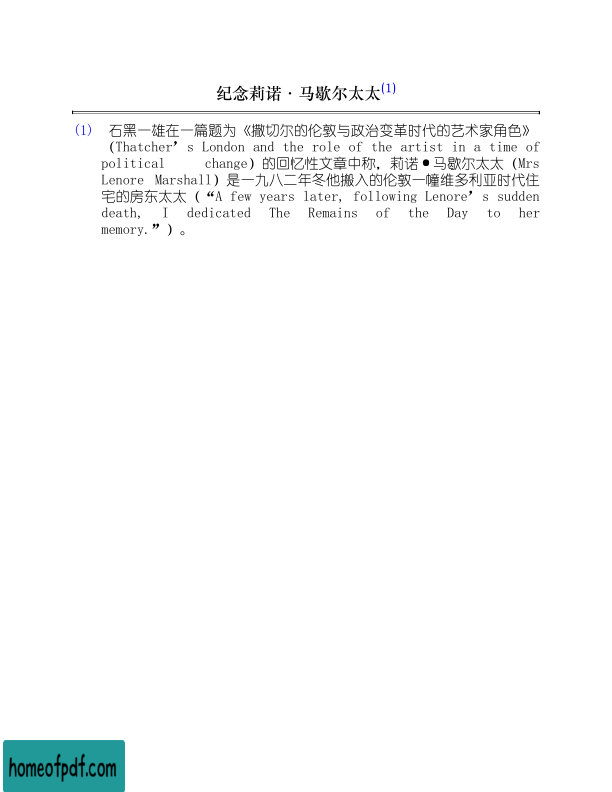 纪念莉诺·马歇尔太太(1)
(1) 石黑一雄在一篇题为《撒切尔的伦敦与政治变革时代的艺术家角色》
(Thatcher’s London and the role of the artist in a time of
political change)的回忆性文章中称，莉诺●马歇尔太太(Mrs
Lenore Marshall)是一九八二年冬他搬入的伦敦一幢维多利亚时代住
宅的房东太太(“A few years later, following Lenore’s sudden
death, I dedicated The Remains of the Day to her
memory.”)。
homeofpdf.com